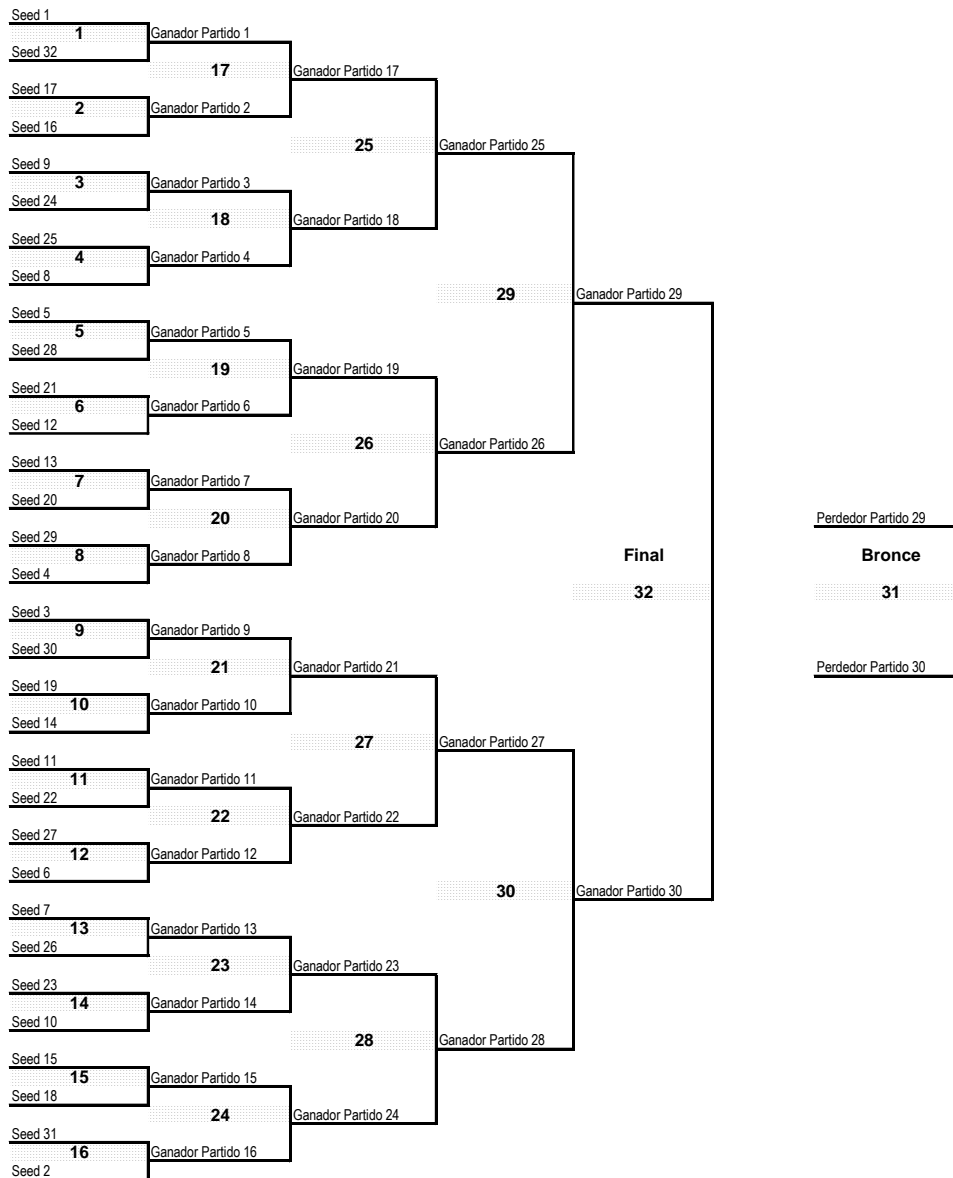 Seed 1
1
Ganador Partido 1
Seed 32
17
Ganador Partido 17
Seed 17
2
Ganador Partido 2
Seed 16
25
Ganador Partido 25
Seed 9
3
Ganador Partido 3
Seed 24
18
Ganador Partido 18
Seed 25
4
Ganador Partido 4
Seed 8
29
Ganador Partido 29
Seed 5
5
Ganador Partido 5
Seed 28
19
Ganador Partido 19
Seed 21
6
Ganador Partido 6
Seed 12
26
Ganador Partido 26
Seed 13
7
Ganador Partido 7
Seed 20
20
Ganador Partido 20
Perdedor Partido 29
Seed 29
8
Ganador Partido 8
Final
Bronce
Seed 4
32
31
Seed 3
9
Ganador Partido 9
Seed 30
21
Ganador Partido 21
Perdedor Partido 30
Seed 19
10
Ganador Partido 10
Seed 14
27
Ganador Partido 27
Seed 11
11
Ganador Partido 11
Seed 22
22
Ganador Partido 22
Seed 27
12
Ganador Partido 12
Seed 6
30
Ganador Partido 30
Seed 7
13
Ganador Partido 13
Seed 26
23
Ganador Partido 23
Seed 23
14
Ganador Partido 14
Seed 10
28
Ganador Partido 28
Seed 15
15
Ganador Partido 15
Seed 18
24
Ganador Partido 24
Seed 31
16
Ganador Partido 16
Seed 2